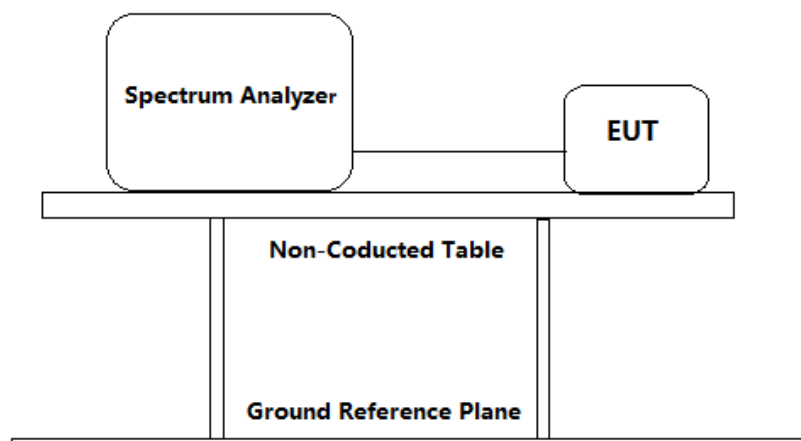 Spectrum Analyzer
EUT
Non-Coducted Table
Ground Reference Plane